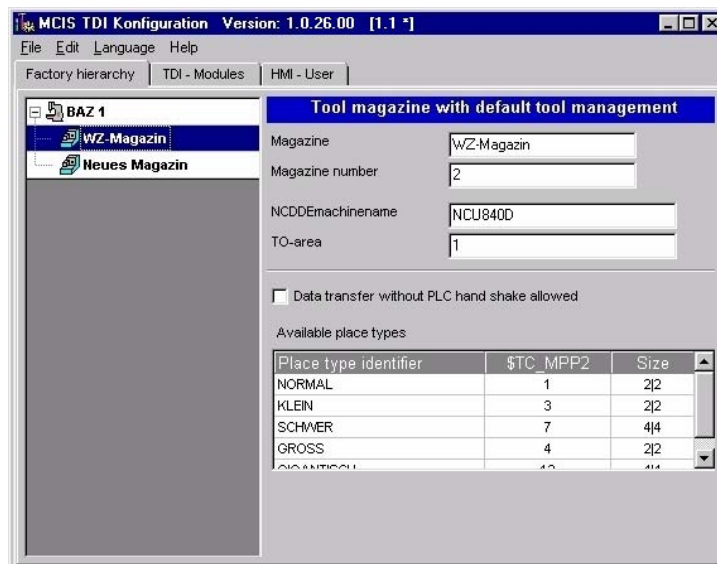 MCIS TDI Konfiguration Version: 1.0.26.00 [1.1 *]
File Edit Language Help
Factory hierarchy TDI - Modules HMI - User
BAZ 1
WZ-Magazin
Neues Magazin
Tool magazine with default tool management
Magazine WZ-Magazin
Magazine number 2
NCDDEmachinename NCU840D
TO-area 1
Data transfer without PLC hand shake allowed
Available place types
Place type identifier $TC_MPP2 Size
NORMAL 1 2|2
KLEIN 3 2|2
SCHWER 7 4|4
GROSS 4 2|2